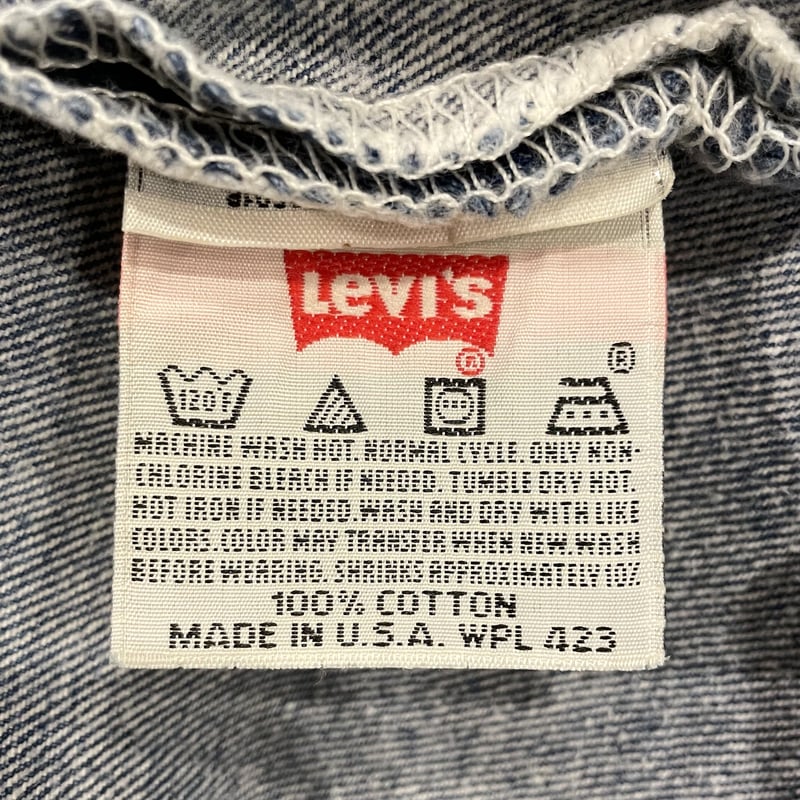 Levi's
®
®
120F
MACHINE WASH HOT. NORMAL CYCLE. ONLY NON-
CHLORINE BLEACH IF NEEDED. TUMBLE DRY HOT.
HOT IRON IF NEEDED. WASH AND DRY WITH LIKE
COLORS. COLOR MAY TRANSFER WHEN NEW. WASH
BEFORE WEARING. SHRINKS APPROXIMATELY 10%
100% COTTON
MADE IN U.S.A. WPL 423